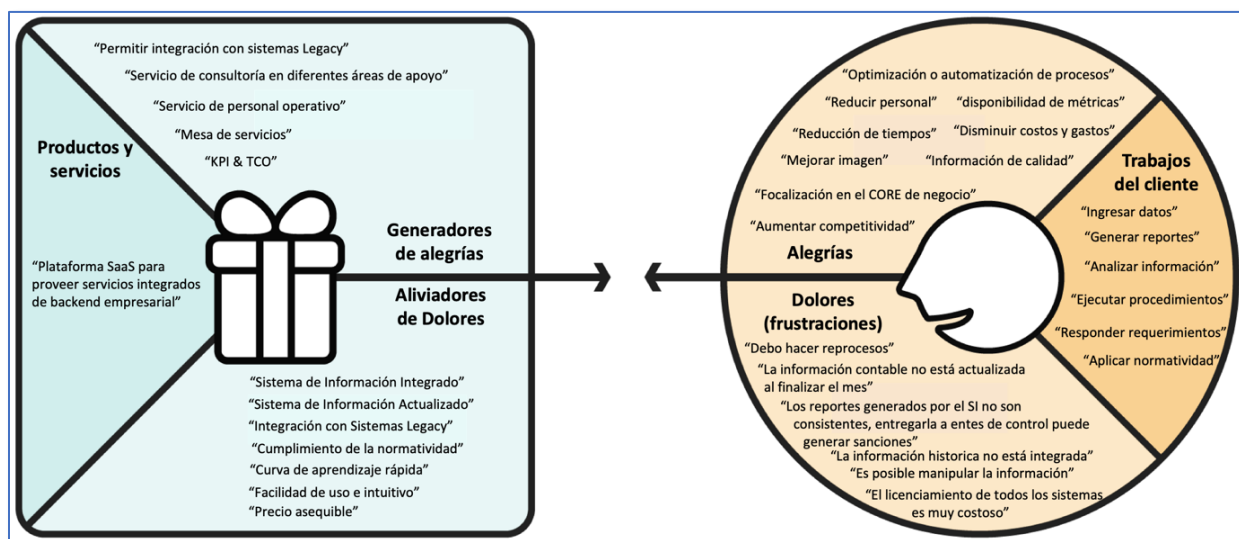 “Permitir integración con sistemas Legacy”
“Servicio de consultoría en diferentes áreas de apoyo”
“Servicio de personal operativo”
“Mesa de servicios”
“KPI & TCO”
Productos y
servicios
“Plataforma SaaS para
proveer servicios integrados
de backend empresarial”
Generadores
de alegrías
Aliviadores
de Dolores
“Sistema de Información Integrado”
“Sistema de Información Actualizado”
“Integración con Sistemas Legacy”
“Cumplimiento de la normatividad”
“Curva de aprendizaje rápida”
“Facilidad de uso e intuitivo”
“Precio asequible”
“Optimización o automatización de procesos”
“Reducir personal” “disponibilidad de métricas”
“Reducción de tiempos” “Disminuir costos y gastos”
“Mejorar imagen” “Información de calidad”
“Focalización en el CORE de negocio”
“Aumentar competitividad”
Alegrías
Trabajos
del cliente
“Ingresar datos”
“Generar reportes”
“Analizar información”
“Ejecutar procedimientos”
“Responder requerimientos”
“Aplicar normatividad”
Dolores
(frustraciones)
“Debo hacer reprocesos”
“La información contable no está actualizada
al finalizar el mes”
“Los reportes generados por el SI no son
consistentes, entregarla a entes de control puede
generar sanciones”
“La información historica no está integrada”
“Es posible manipular la información”
“El licenciamiento de todos los sistemas
es muy costoso”